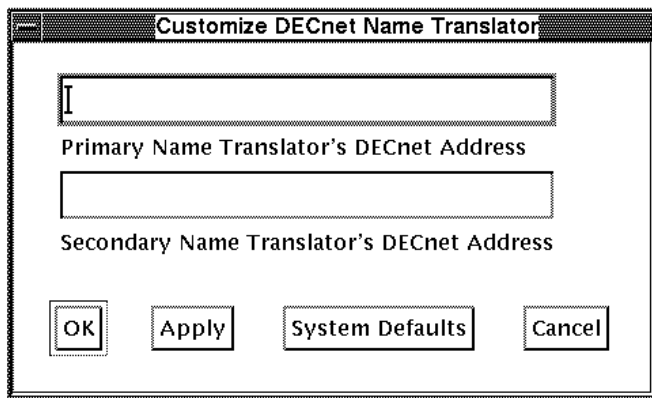 Customize DECnet Name Translator
Primary Name Translator's DECnet Address
Secondary Name Translator's DECnet Address
OK Apply System Defaults Cancel